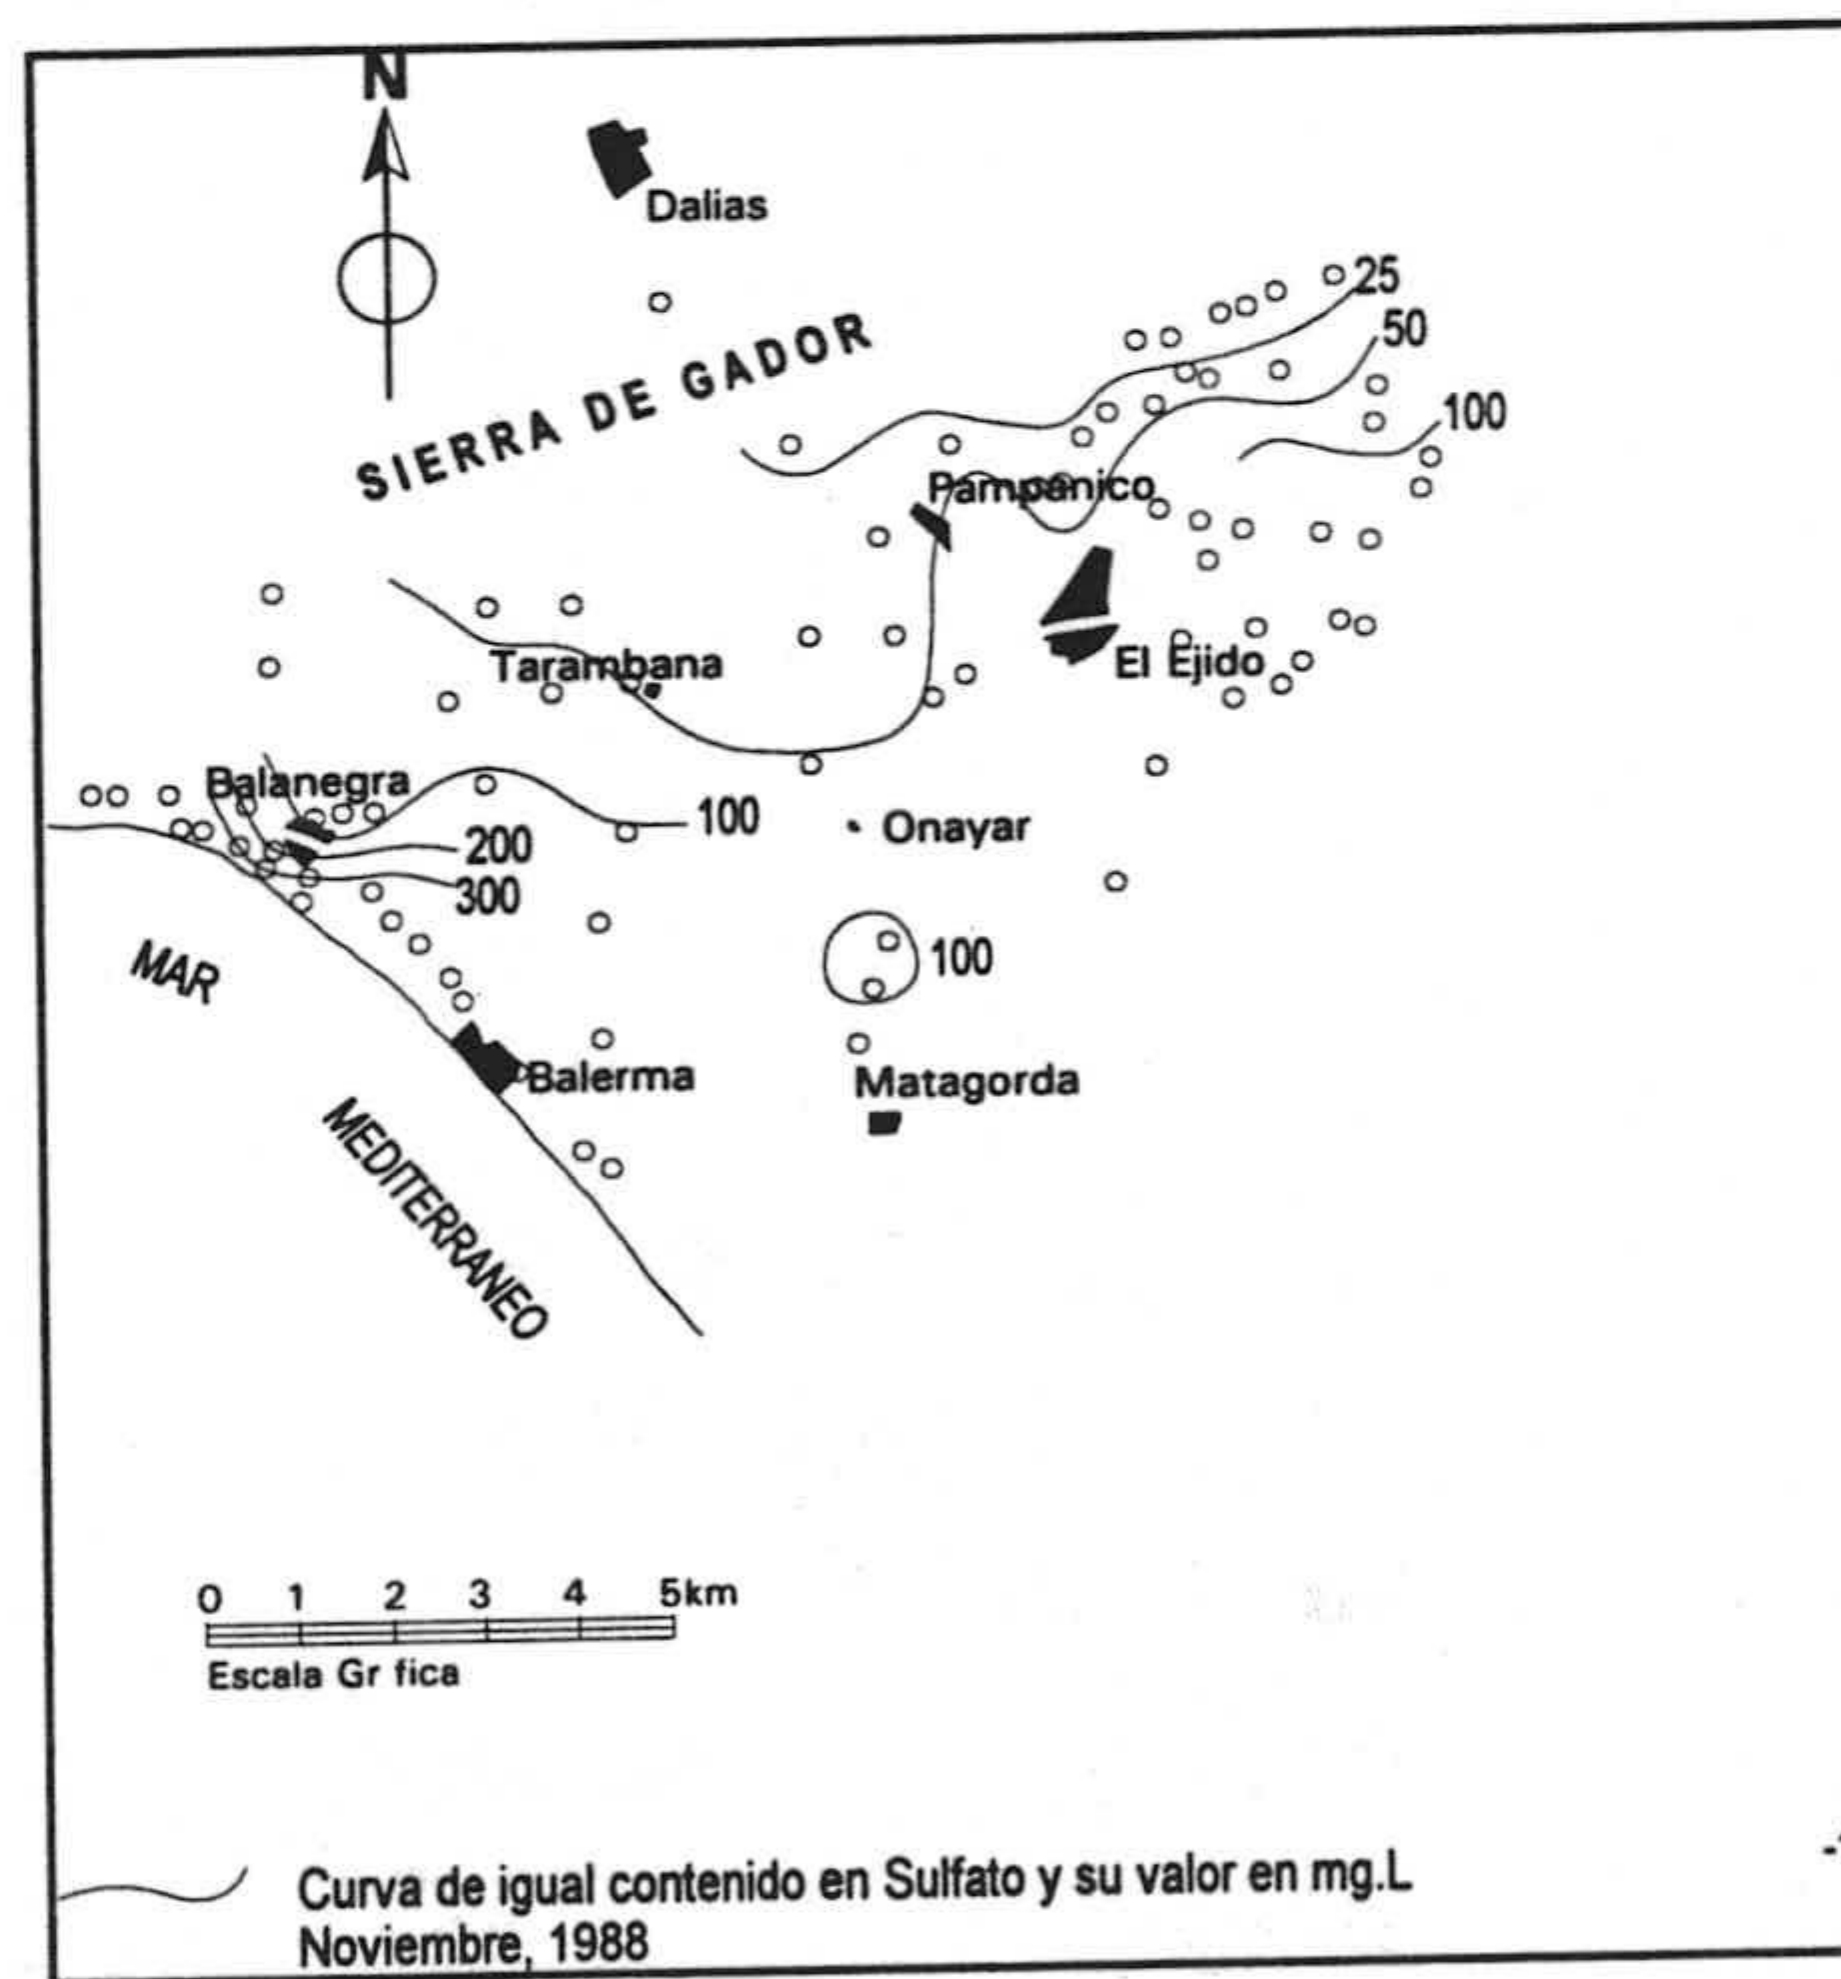 N
Dalias
SIERRA DE GADOR
25
50
100
Pampanico
Tarambana
El Ejido
Balanegra
100
200
300
Onayar
100
MAR
MEDITERRANEO
Balerma
Matagorda
0 1 2 3 4 5km
Escala Gr fica
Curva de igual contenido en Sulfato y su valor en mg.L
Noviembre, 1988